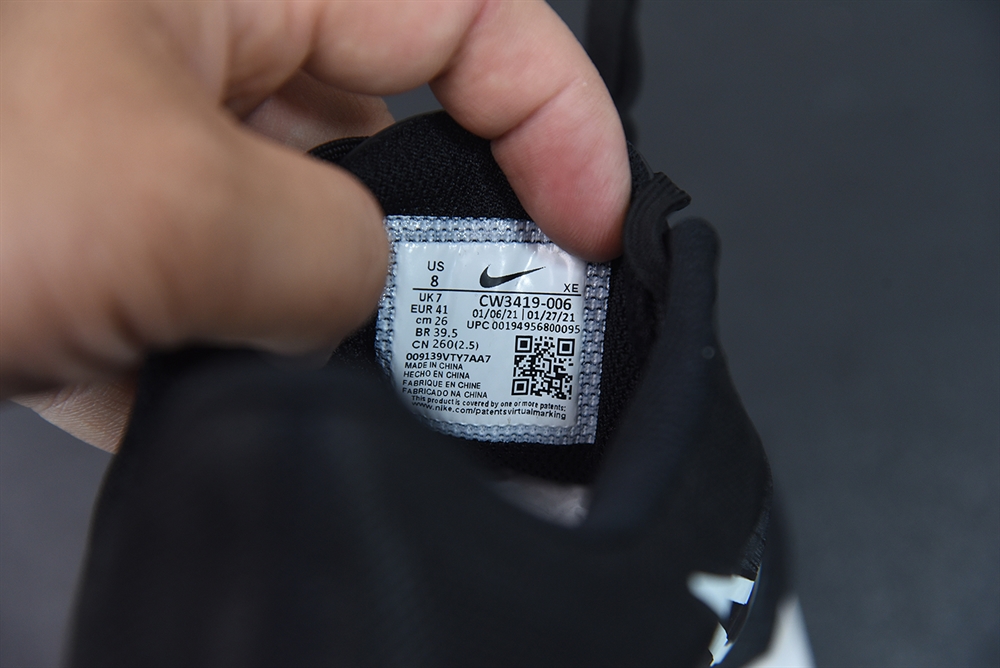 US
8
XE
UK 7
CW3419-006
EUR 41
01/06/21 | 01/27/21
cm 26
UPC 00194956800095
BR 39.5
CN 260(2.5)
009139VTY7AA7
MADE IN CHINA
HECHO EN CHINA
FABRIQUE EN CHINE
FABRICADO NA CHINA
This product is covered by one or more patents:
www.nike.com/patentsvirtualmarking